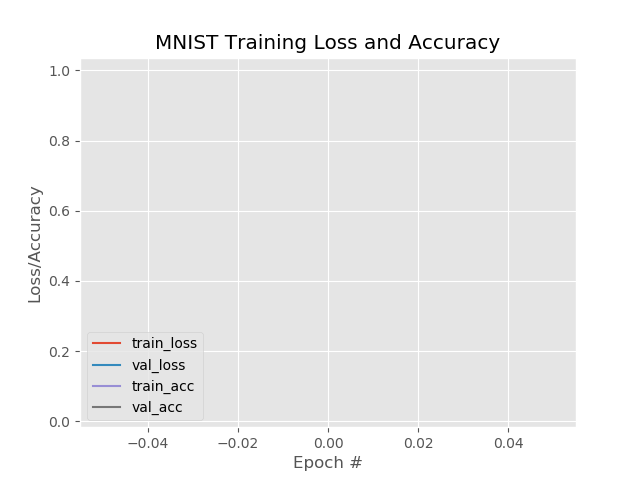 MNIST Training Loss and Accuracy
1.0
0.8
0.6
0.4
0.2
0.0
Loss/Accuracy
train_loss
val_loss
train_acc
val_acc
−0.04 −0.02 0.00 0.02 0.04
Epoch #